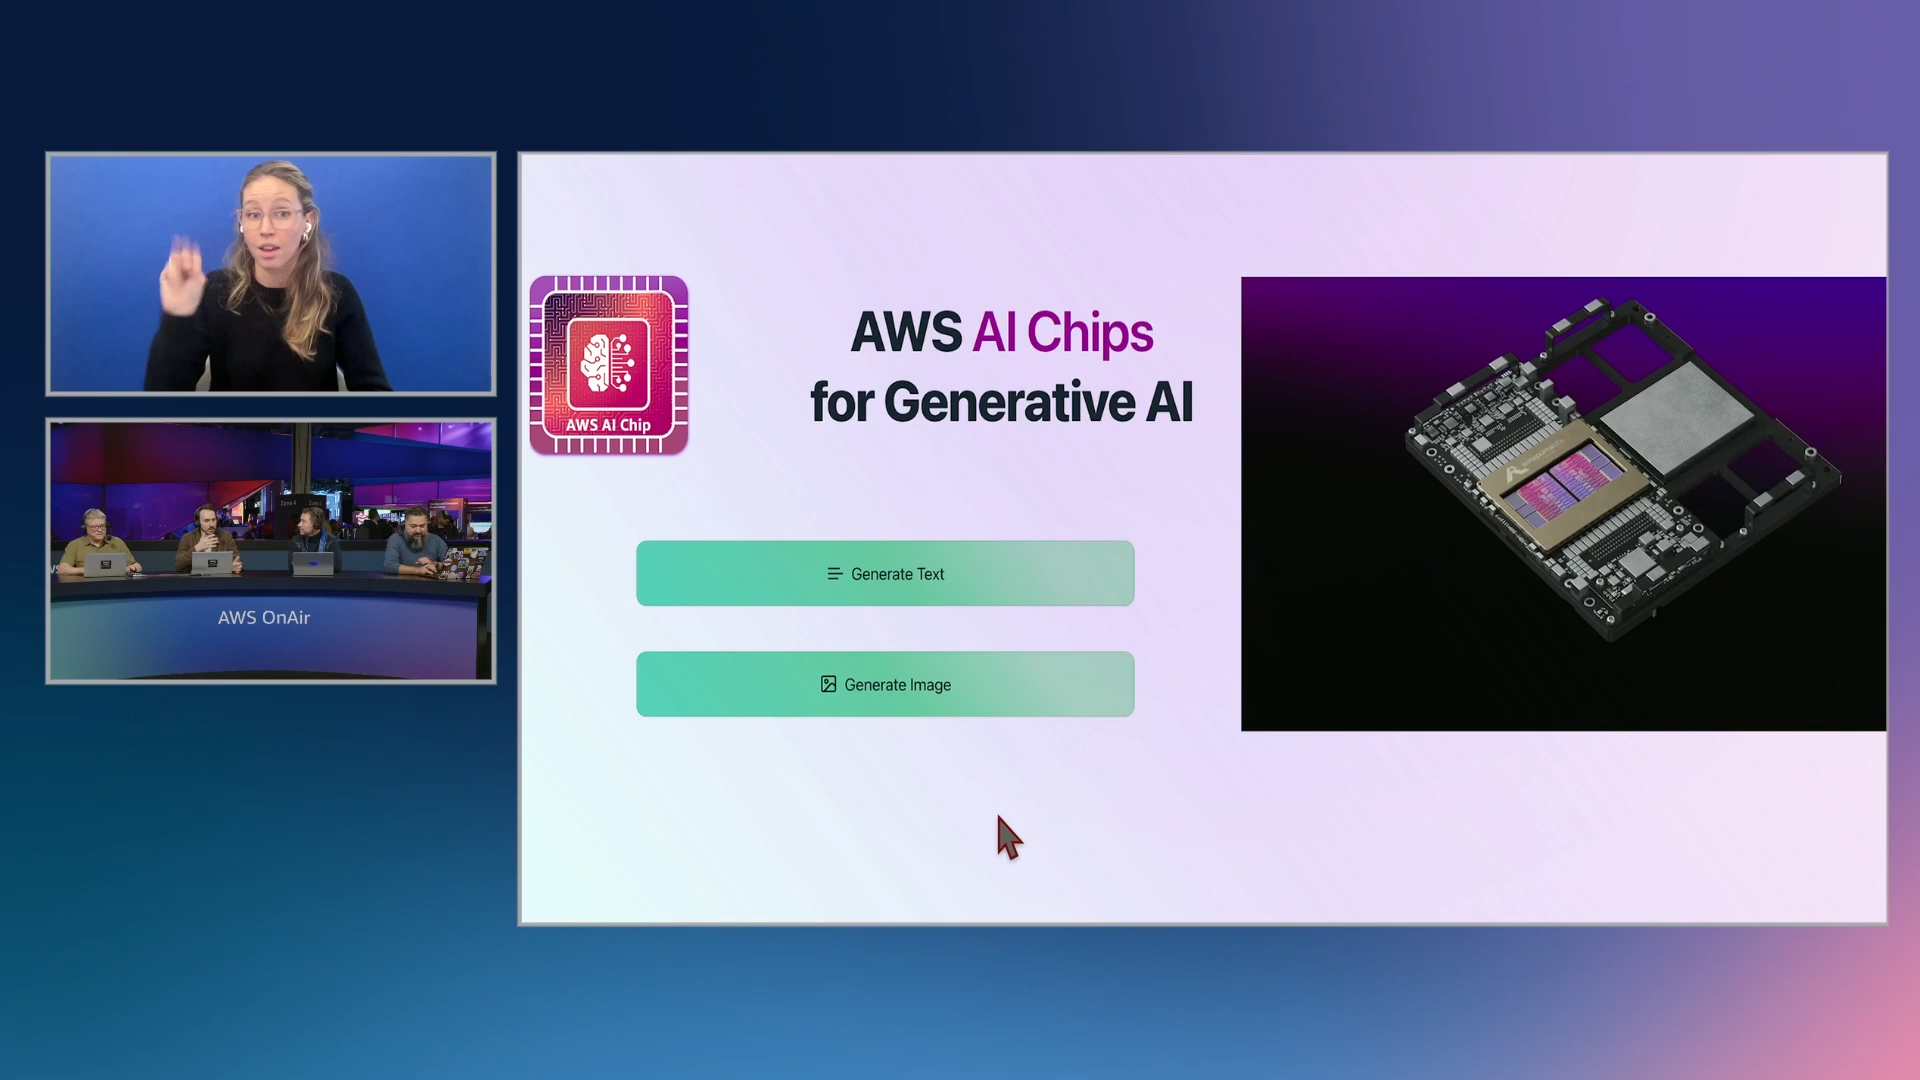 AWS AI Chips
for Generative AI
AWS AI Chip
Generate Text
Generate Image
AWS OnAir